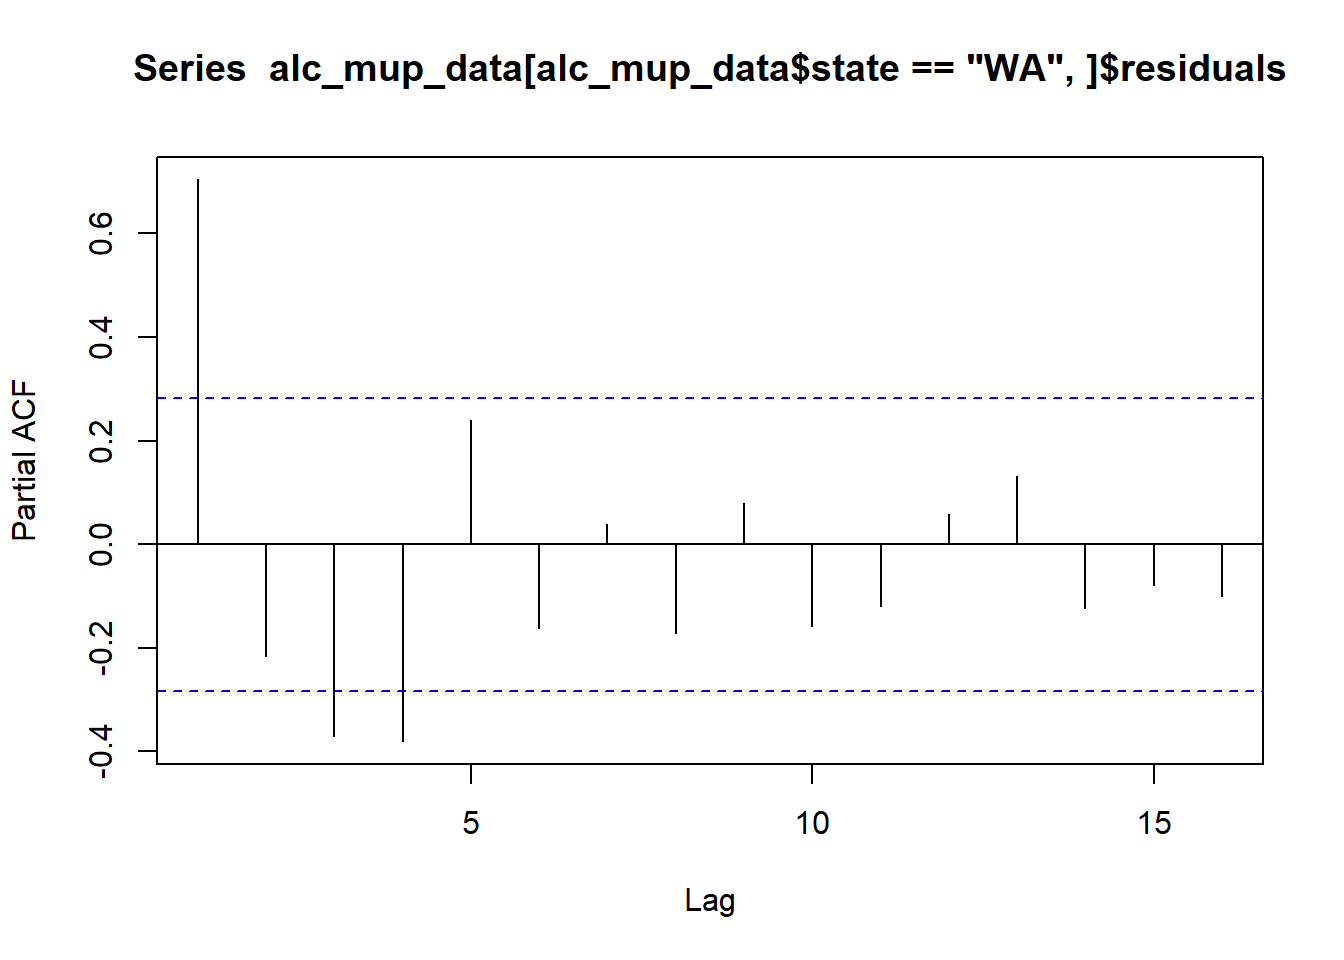 Series  alc_mup_data[alc_mup_data$state == "WA", ]$residuals
0.6
0.4
0.2
0.0
-0.2
-0.4
Partial ACF
5 10 15
Lag